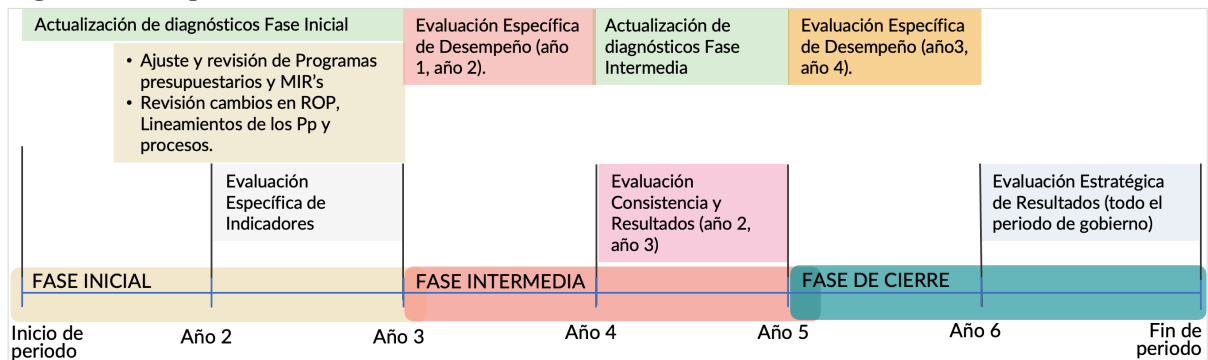 Actualización de diagnósticos Fase Inicial
• Ajuste y revisión de Programas
presupuestarios y MIR’s
• Revisión cambios en ROP,
Lineamientos de los Pp y
procesos.
Evaluación Específica
de Desempeño (año
1, año 2).
Actualización de
diagnósticos Fase
Intermedia
Evaluación Específica
de Desempeño (año3,
año 4).
Evaluación
Específica de
Indicadores
Evaluación
Consistencia y
Resultados (año 2,
año 3)
Evaluación Estratégica
de Resultados (todo el
periodo de gobierno)
FASE INICIAL
FASE INTERMEDIA
FASE DE CIERRE
Inicio de
periodo
Año 2
Año 3
Año 4
Año 5
Año 6
Fin de
periodo